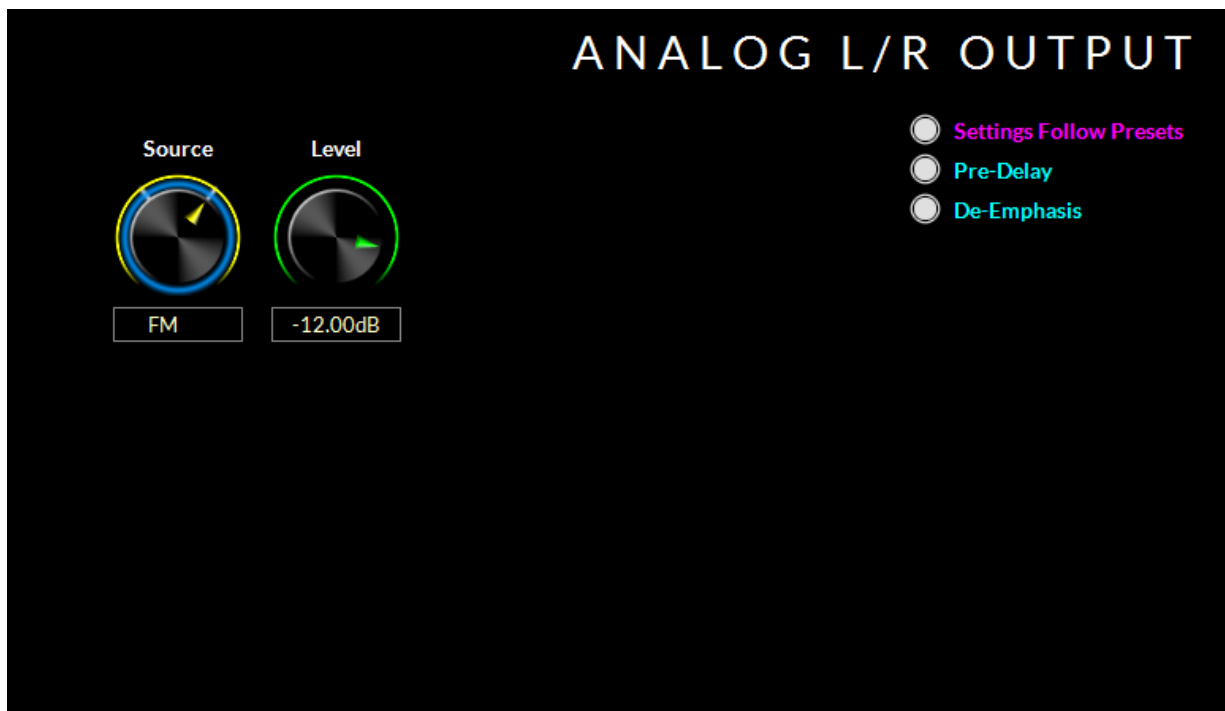 ANALOG L/R OUTPUT
Settings Follow Presets
Source Level
Pre-Delay
De-Emphasis
FM -12.00dB